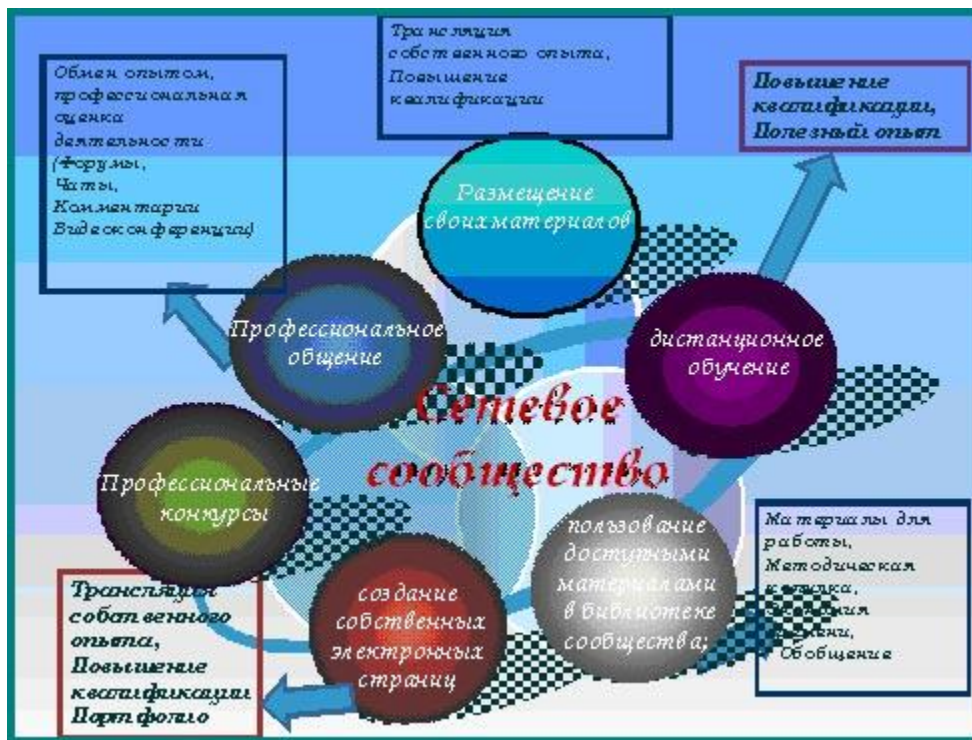 Трансляция
собственного опыта,
Повышение
квалификации
Обмен опытом,
профессиональная
оценка
деятельности
(Форумы,
Чаты,
Комментарии
Видеоконференции)
Повышение
квалификации,
Полезный опыт
Размещение
своих материалов
Профессиональное
общение
дистанционное
обучение
Сетевое
сообщество
Профессиональные
конкурсы
пользование
доступными
материалами
в библиотеке
сообщества;
создание
собственных
электронных
страниц
Материалы для
работы,
Методическая
копилка,
Экономия
времени,
Обобщение
Трансляция
собственного
опыта,
Повышение
квалификации
Портфолио